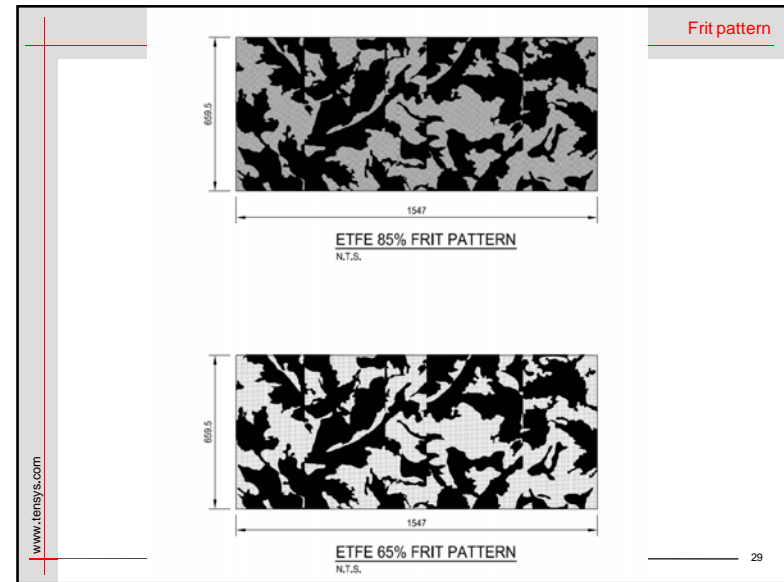 Frit pattern
659.5
1547
ETFE 85% FRIT PATTERN
N.T.S.
659.5
1547
ETFE 65% FRIT PATTERN
N.T.S.
www.tensys.com
29